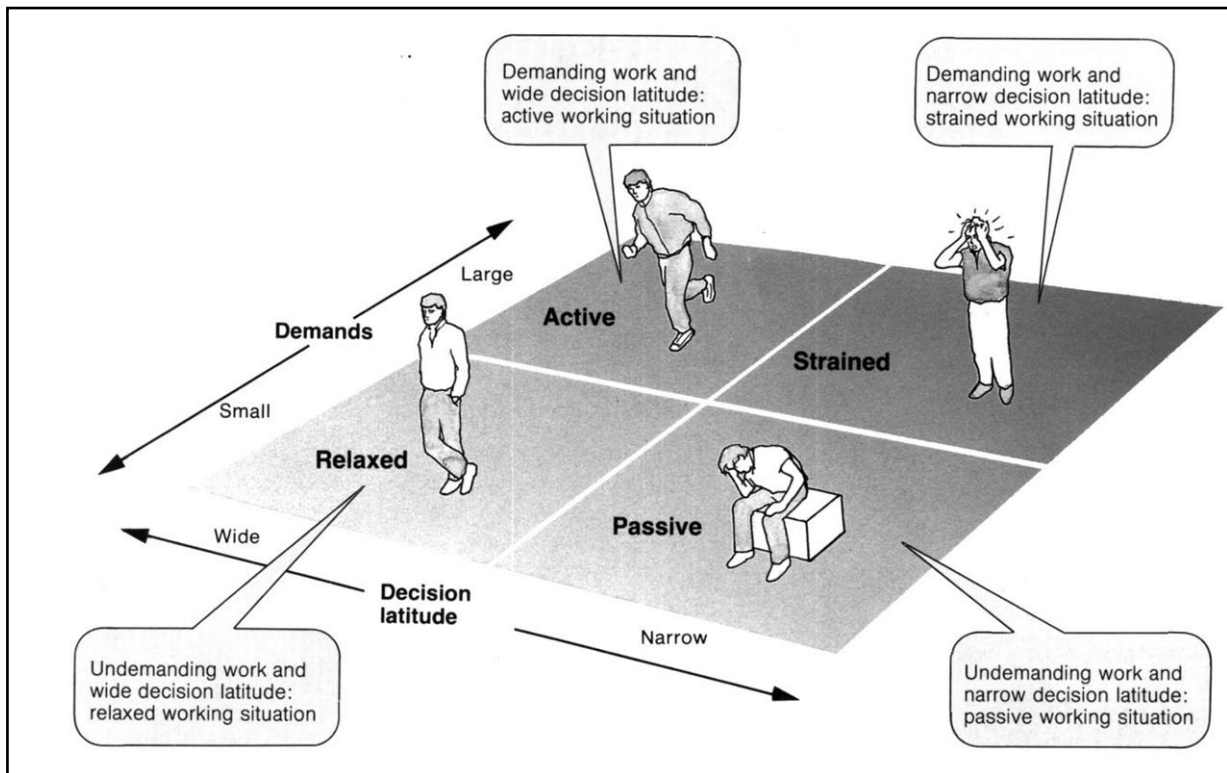 Demanding work and
wide decision latitude:
active working situation
Demanding work and
narrow decision latitude:
strained working situation
Large
Demands
Small
Active
Strained
Relaxed
Passive
Wide
Decision
latitude
Narrow
Undemanding work and
wide decision latitude:
relaxed working situation
Undemanding work and
narrow decision latitude:
passive working situation